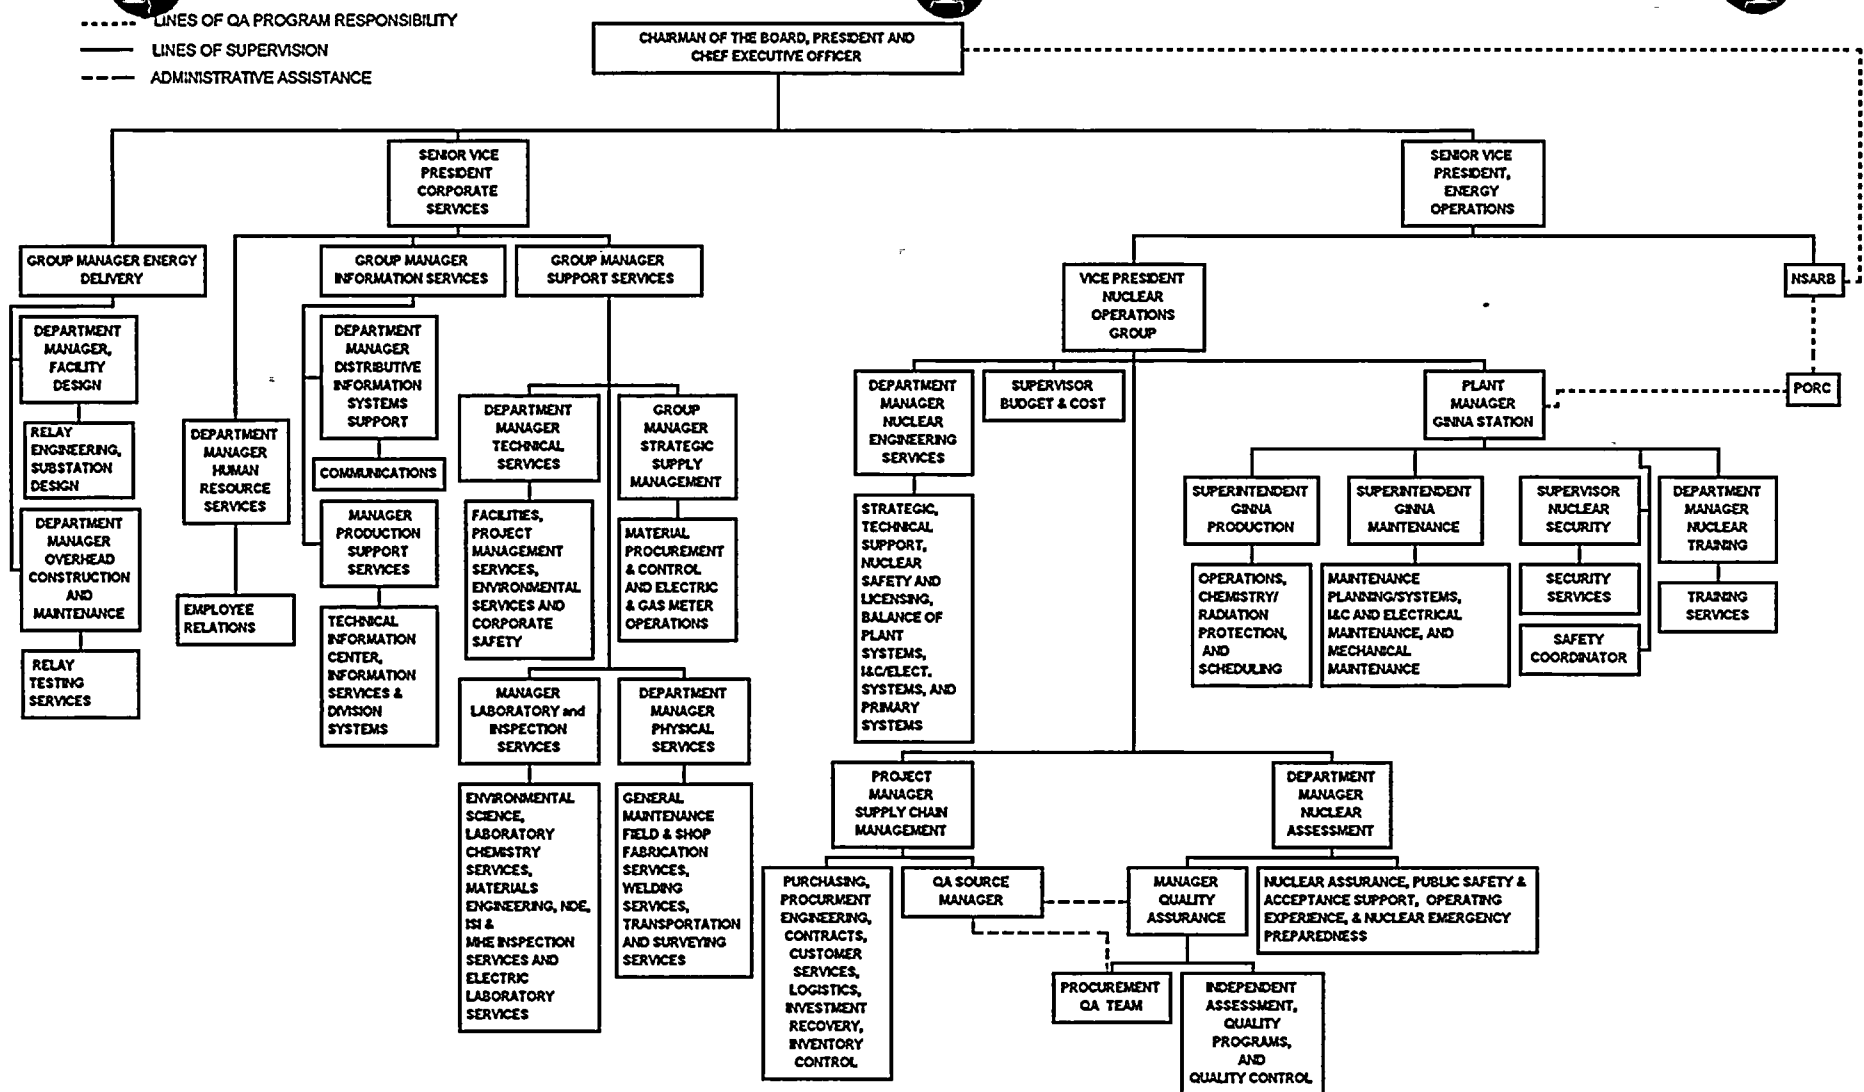 LINES OF QA PROGRAM RESPONSIBILITY
LINES OF SUPERVISION
ADMINISTRATIVE ASSISTANCE
CHAIRMAN OF THE BOARD, PRESIDENT AND
CHIEF EXECUTIVE OFFICER
SENIOR VICE
PRESIDENT
CORPORATE
SERVICES
SENIOR VICE
PRESIDENT,
ENERGY
OPERATIONS
GROUP MANAGER ENERGY
DELIVERY
GROUP MANAGER
INFORMATION SERVICES
GROUP MANAGER
SUPPORT SERVICES
VICE PRESIDENT
NUCLEAR
OPERATIONS
GROUP
NSARB
DEPARTMENT
MANAGER,
FACILITY
DESIGN
RELAY
ENGINEERING,
SUBSTATION
DESIGN
DEPARTMENT
MANAGER
OVERHEAD
CONSTRUCTION
AND
MAINTENANCE
RELAY
TESTING
SERVICES
DEPARTMENT
MANAGER
HUMAN
RESOURCE
SERVICES
EMPLOYEE
RELATIONS
DEPARTMENT
MANAGER
DISTRIBUTIVE
INFORMATION
SYSTEMS
SUPPORT
COMMUNICATIONS
MANAGER
PRODUCTION
SUPPORT
SERVICES
TECHNICAL
INFORMATION
CENTER,
INFORMATION
SERVICES &
DIVISION
SYSTEMS
DEPARTMENT
MANAGER
TECHNICAL
SERVICES
FACILITIES,
PROJECT
MANAGEMENT
SERVICES,
ENVIRONMENTAL
SERVICES AND
CORPORATE
SAFETY
GROUP
MANAGER
STRATEGIC
SUPPLY
MANAGEMENT
MATERIAL
PROCUREMENT
& CONTROL
AND ELECTRIC
& GAS METER
OPERATIONS
MANAGER
LABORATORY and
INSPECTION
SERVICES
ENVIRONMENTAL
SCIENCE,
LABORATORY
CHEMISTRY
SERVICES,
MATERIALS
ENGINEERING, NDE,
ISI &
MHE INSPECTION
SERVICES AND
ELECTRIC
LABORATORY
SERVICES
DEPARTMENT
MANAGER
PHYSICAL
SERVICES
GENERAL
MAINTENANCE
FIELD & SHOP
FABRICATION
SERVICES,
WELDING
SERVICES,
TRANSPORTATION
AND SURVEYING
SERVICES
DEPARTMENT
MANAGER
NUCLEAR
ENGINEERING
SERVICES
STRATEGIC,
TECHNICAL
SUPPORT,
NUCLEAR
SAFETY AND
LICENSING,
BALANCE OF
PLANT
SYSTEMS,
I&C/ELECT.
SYSTEMS, AND
PRIMARY
SYSTEMS
SUPERVISOR
BUDGET & COST
PLANT
MANAGER
GINNA STATION
PORC
SUPERINTENDENT
GINNA
PRODUCTION
OPERATIONS,
CHEMISTRY/
RADIATION
PROTECTION,
AND
SCHEDULING
SUPERINTENDENT
GINNA
MAINTENANCE
MAINTENANCE
PLANNING/SYSTEMS,
I&C AND ELECTRICAL
MAINTENANCE, AND
MECHANICAL
MAINTENANCE
SUPERVISOR
NUCLEAR
SECURITY
SECURITY
SERVICES
SAFETY
COORDINATOR
DEPARTMENT
MANAGER
NUCLEAR
TRAINING
TRAINING
SERVICES
PROJECT
MANAGER
SUPPLY CHAIN
MANAGEMENT
PURCHASING,
PROCURMENT
ENGINEERING,
CONTRACTS,
CUSTOMER
SERVICES,
LOGISTICS,
INVESTMENT
RECOVERY,
INVENTORY
CONTROL
QA SOURCE
MANAGER
DEPARTMENT
MANAGER
NUCLEAR
ASSESSMENT
MANAGER
QUALITY
ASSURANCE
NUCLEAR ASSURANCE, PUBLIC SAFETY &
ACCEPTANCE SUPPORT, OPERATING
EXPERIENCE, & NUCLEAR EMERGENCY
PREPAREDNESS
PROCUREMENT
QA TEAM
INDEPENDENT
ASSESSMENT,
QUALITY
PROGRAMS,
AND
QUALITY CONTROL